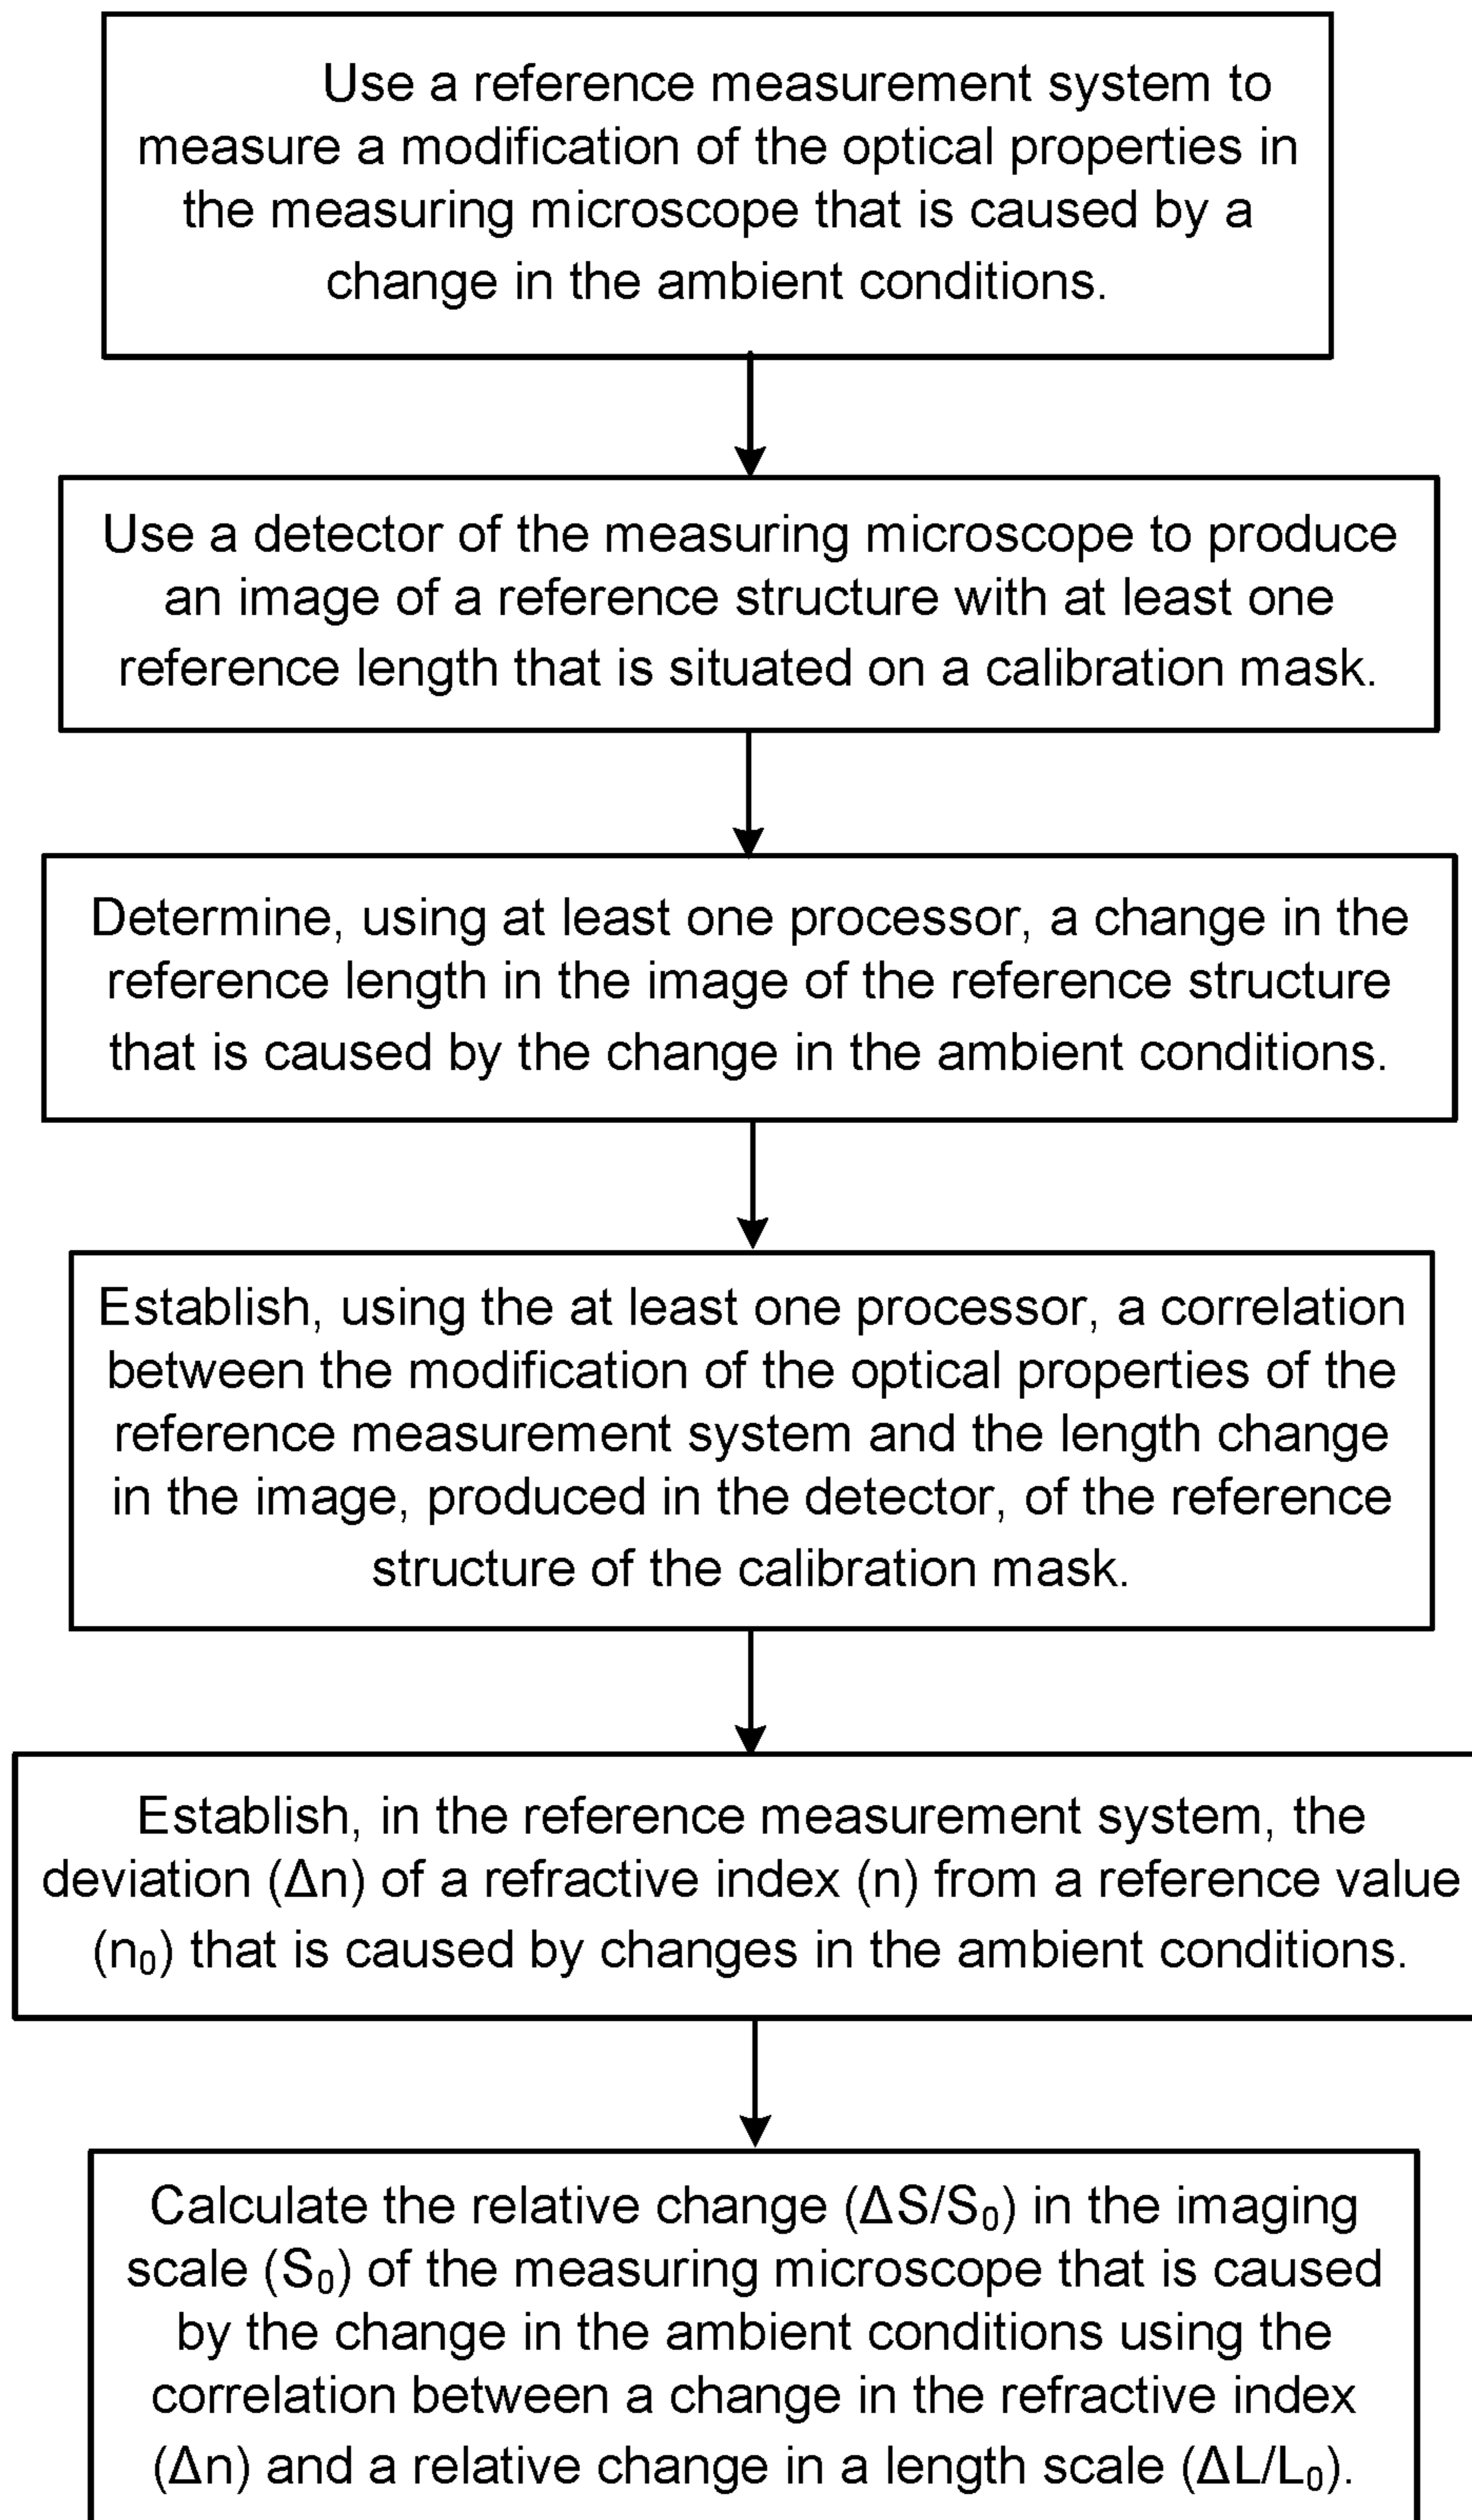 Use a reference measurement system to
measure a modification of the optical properties in
the measuring microscope that is caused by a
change in the ambient conditions.
Use a detector of the measuring microscope to produce
an image of a reference structure with at least one
reference length that is situated on a calibration mask.
Determine, using at least one processor, a change in the
reference length in the image of the reference structure
that is caused by the change in the ambient conditions.
Establish, using the at least one processor, a correlation
between the modification of the optical properties of the
reference measurement system and the length change
in the image, produced in the detector, of the reference
structure of the calibration mask.
Establish, in the reference measurement system, the
deviation (Δn) of a refractive index (n) from a reference value
(n₀) that is caused by changes in the ambient conditions.
Calculate the relative change (ΔS/S₀) in the imaging
scale (S₀) of the measuring microscope that is caused
by the change in the ambient conditions using the
correlation between a change in the refractive index
(Δn) and a relative change in a length scale (ΔL/L₀).